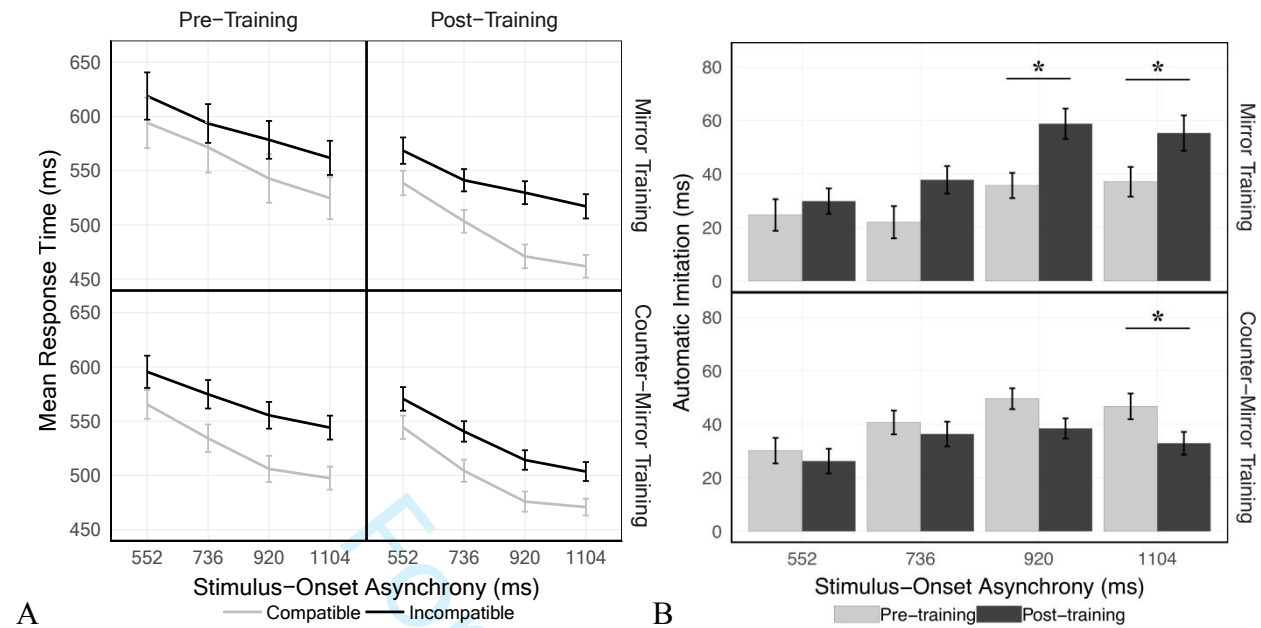 A
Pre−Training
Post−Training
Mean Response Time (ms)
650
600
550
500
450
Mirror Training
650
600
550
500
450
Counter−Mirror Training
552 736 920 1104
552 736 920 1104
Stimulus−Onset Asynchrony (ms)
Compatible Incompatible
B
Automatic Imitation (ms)
80
60
40
20
0
* *
Mirror Training
80
60
40
20
0
*
Counter−Mirror Training
552 736 920 1104
Stimulus−Onset Asynchrony (ms)
Pre−training Post−training